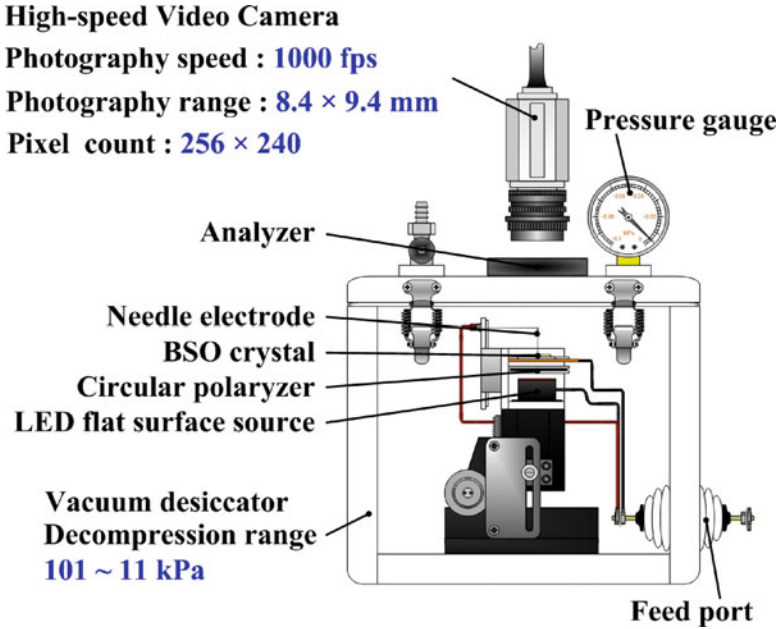 High-speed Video Camera
Photography speed : 1000 fps
Photography range : 8.4 × 9.4 mm
Pixel count : 256 × 240
Pressure gauge
Analyzer
Needle electrode
BSO crystal
Circular polaryzer
LED flat surface source
Vacuum desiccator
Decompression range
101 ~ 11 kPa
Feed port